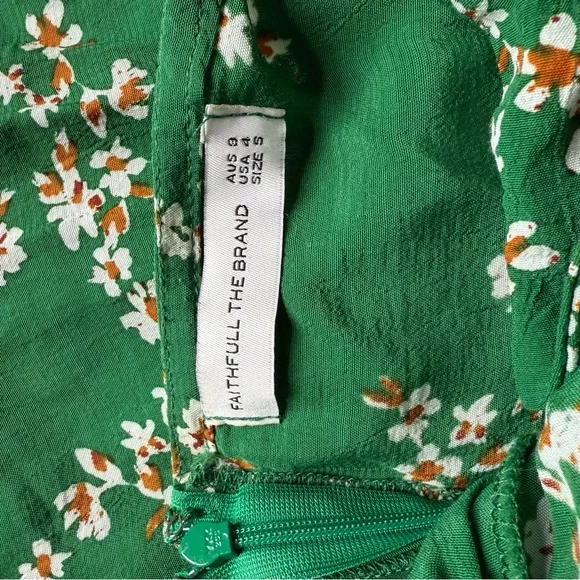 FAITHFULL THE BRAND
AUS 8
USA 4
SIZE S